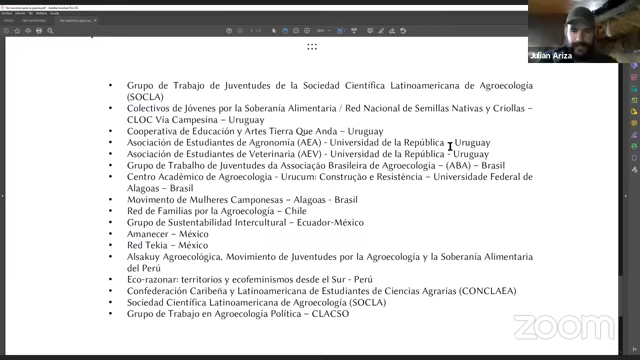 :::
• Grupo de Trabajo de Juventudes de la Sociedad Científica Latinoamericana de Agroecología
(SOCLA)
• Colectivos de Jóvenes por la Soberanía Alimentaria / Red Nacional de Semillas Nativas y Criollas –
CLOC Vía Campesina – Uruguay
• Cooperativa de Educación y Artes Tierra Que Anda – Uruguay
• Asociación de Estudiantes de Agronomía (AEA) - Universidad de la República – Uruguay
• Asociación de Estudiantes de Veterinaria (AEV) - Universidad de la República - Uruguay
• Grupo de Trabalho de Juventudes da Associação Brasileira de Agroecologia – (ABA) – Brasil
• Centro Acadêmico de Agroecologia - Urucum: Construção e Resistência – Universidade Federal de
Alagoas – Brasil
• Movimento de Mulheres Camponesas – Alagoas - Brasil
• Red de Familias por la Agroecología – Chile
• Grupo de Sustentabilidad Intercultural – Ecuador-México
• Amanecer – México
• Red Tekia – México
• Alsakuy Agroecológica, Movimiento de Juventudes por la Agroecología y la Soberanía Alimentaria
del Perú
• Eco-razonar: territorios y ecofeminismos desde el Sur - Perú
• Confederación Caribeña y Latinoamericana de Estudiantes de Ciencias Agrarias (CONCLAEA)
• Sociedad Científica Latinoamericana de Agroecología (SOCLA)
• Grupo de Trabajo en Agroecología Política – CLACSO
Julian Ariza
zoom